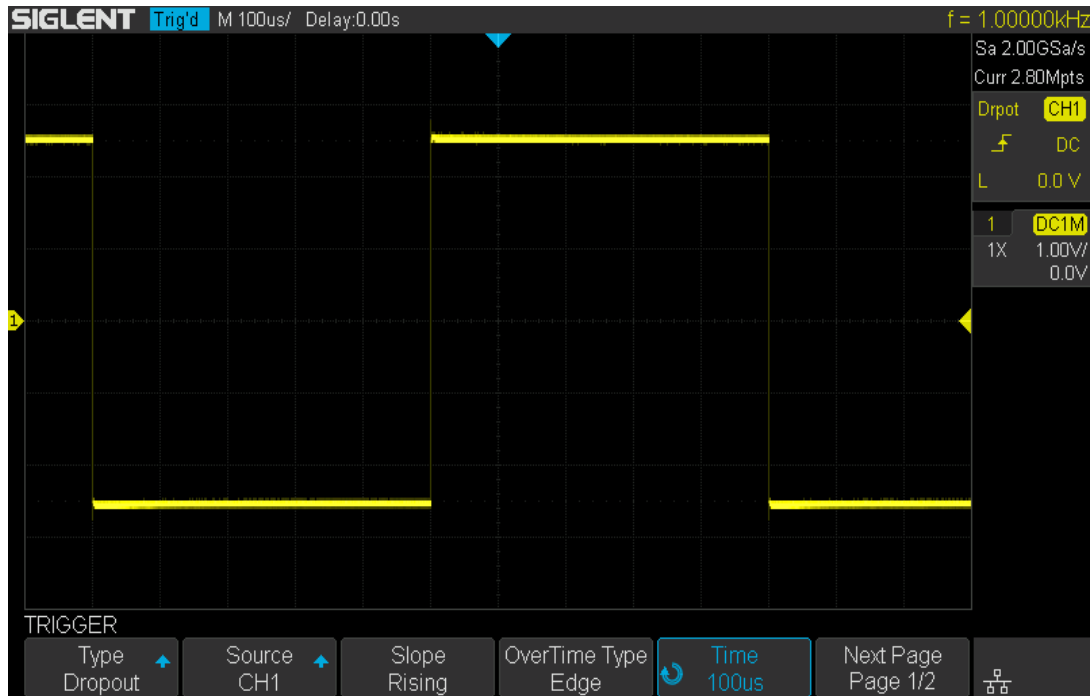 SIGLENT Trig'd M 100us/ Delay:0.00s f = 1.00000kHz
Sa 2.00GSa/s
Curr 2.80Mpts
Drpot CH1
DC
L 0.0 V
1 DC1M
1X 1.00V/
0.0V
1
TRIGGER
Type Source Slope OverTime Type Time Next Page
Dropout CH1 Rising Edge 100us Page 1/2